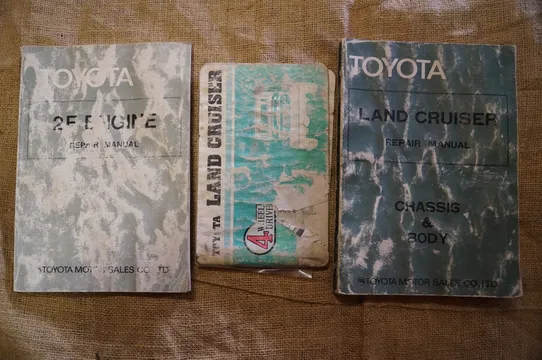 TOYOTA
2F ENGINE
REPAIR MANUAL
TOYOTA MOTOR SALES CO., LTD
TOYOTA LAND CRUISER
4 WHEEL
DRIVE
TOYOTA
LAND CRUISER
REPAIR MANUAL
CHASSIS
&
BODY
TOYOTA MOTOR SALES CO., LTD